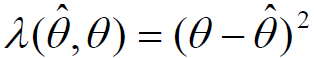 λ(θ̂,θ) = (θ − θ̂)²